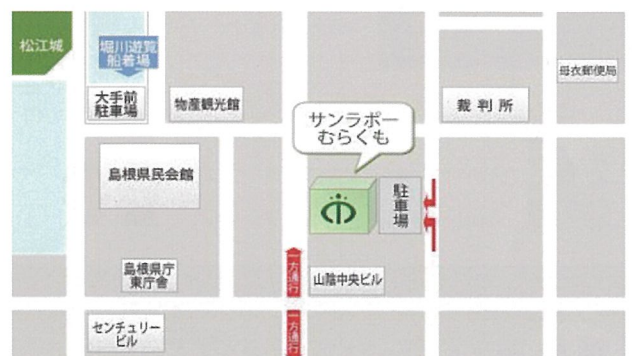 松江城
堀川遊覧
船着場
大手前
駐車場
物産観光館
裁判所
母衣郵便局
サンラポー
むらくも
島根県民会館
駐車場
島根県庁
東庁舎
山陰中央ビル
一方通行
センチュリー
ビル
一方通行